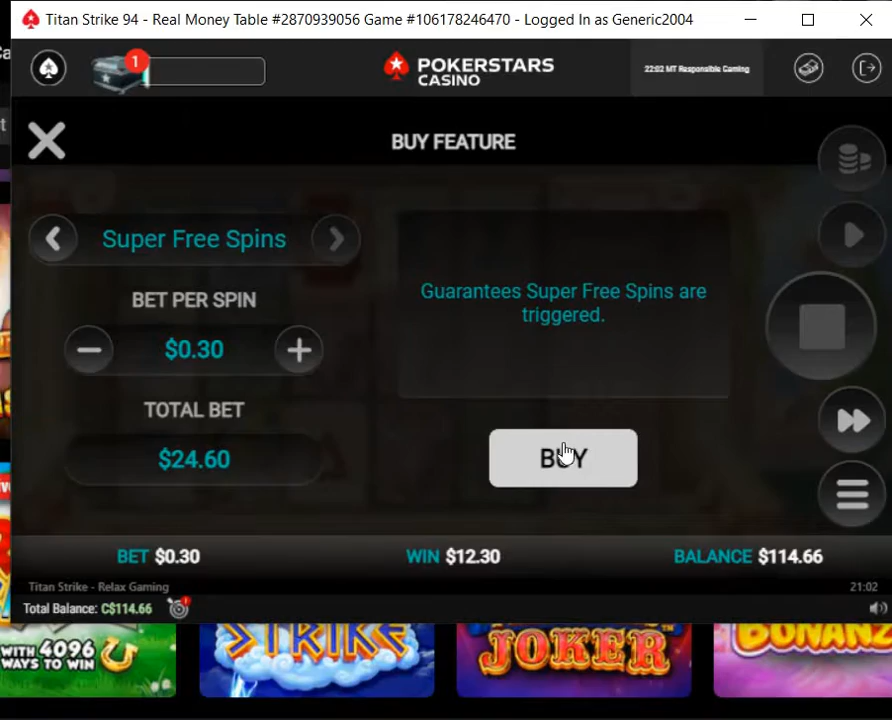 Titan Strike 94 - Real Money Table #2870939056 Game #106178246470 - Logged In as Generic2004
1
POKERSTARS
CASINO
22:02 MT Responsible Gaming
BUY FEATURE
Super Free Spins
BET PER SPIN
$0.30
TOTAL BET
$24.60
Guarantees Super Free Spins are
triggered.
BUY
BET $0.30
WIN $12.30
BALANCE $114.66
Titan Strike - Relax Gaming
21:02
Total Balance: C$114.66
WITH 4096
WAYS TO WIN
STRIKE
JOKER
BONANZ